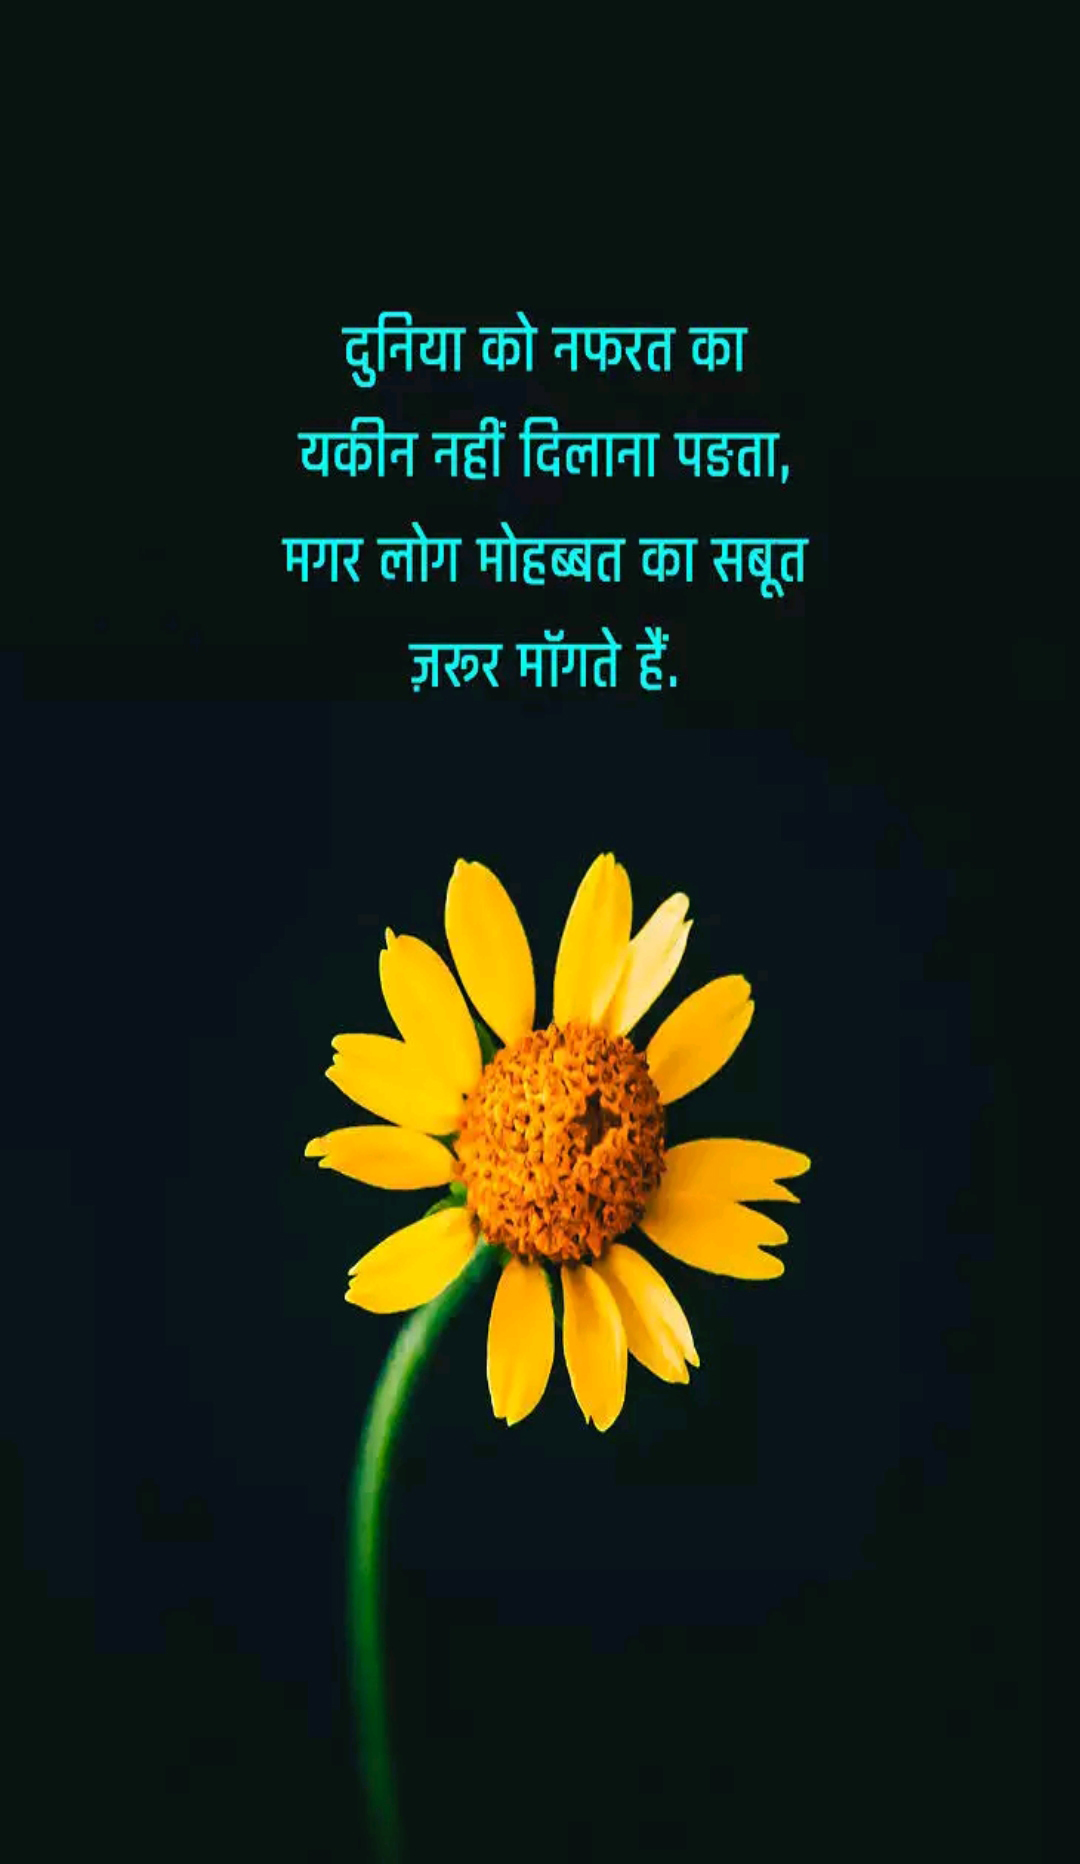 दुनिया को नफरत का
यकीन नहीं दिलाना पङता,
मगर लोग मोहब्बत का सबूत
ज़रूर मॉगते हैं.